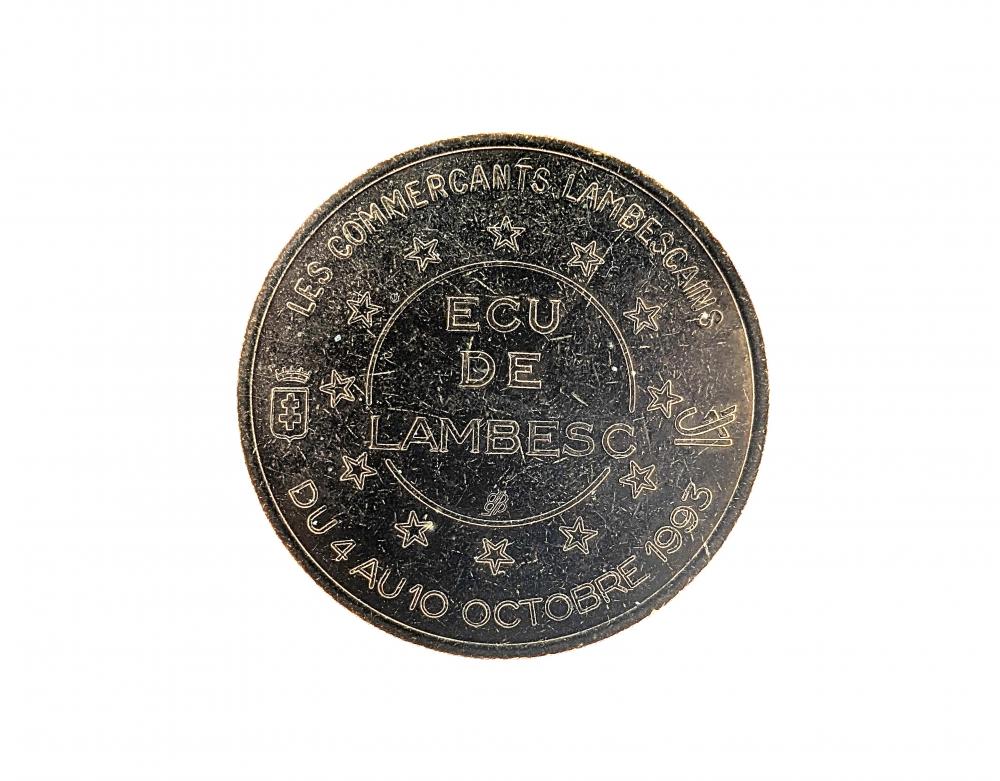 LES COMMERCANTS LAMBESCAINS
ECU
DE
LAMBESC
DU 4 AU 10 OCTOBRE 1993